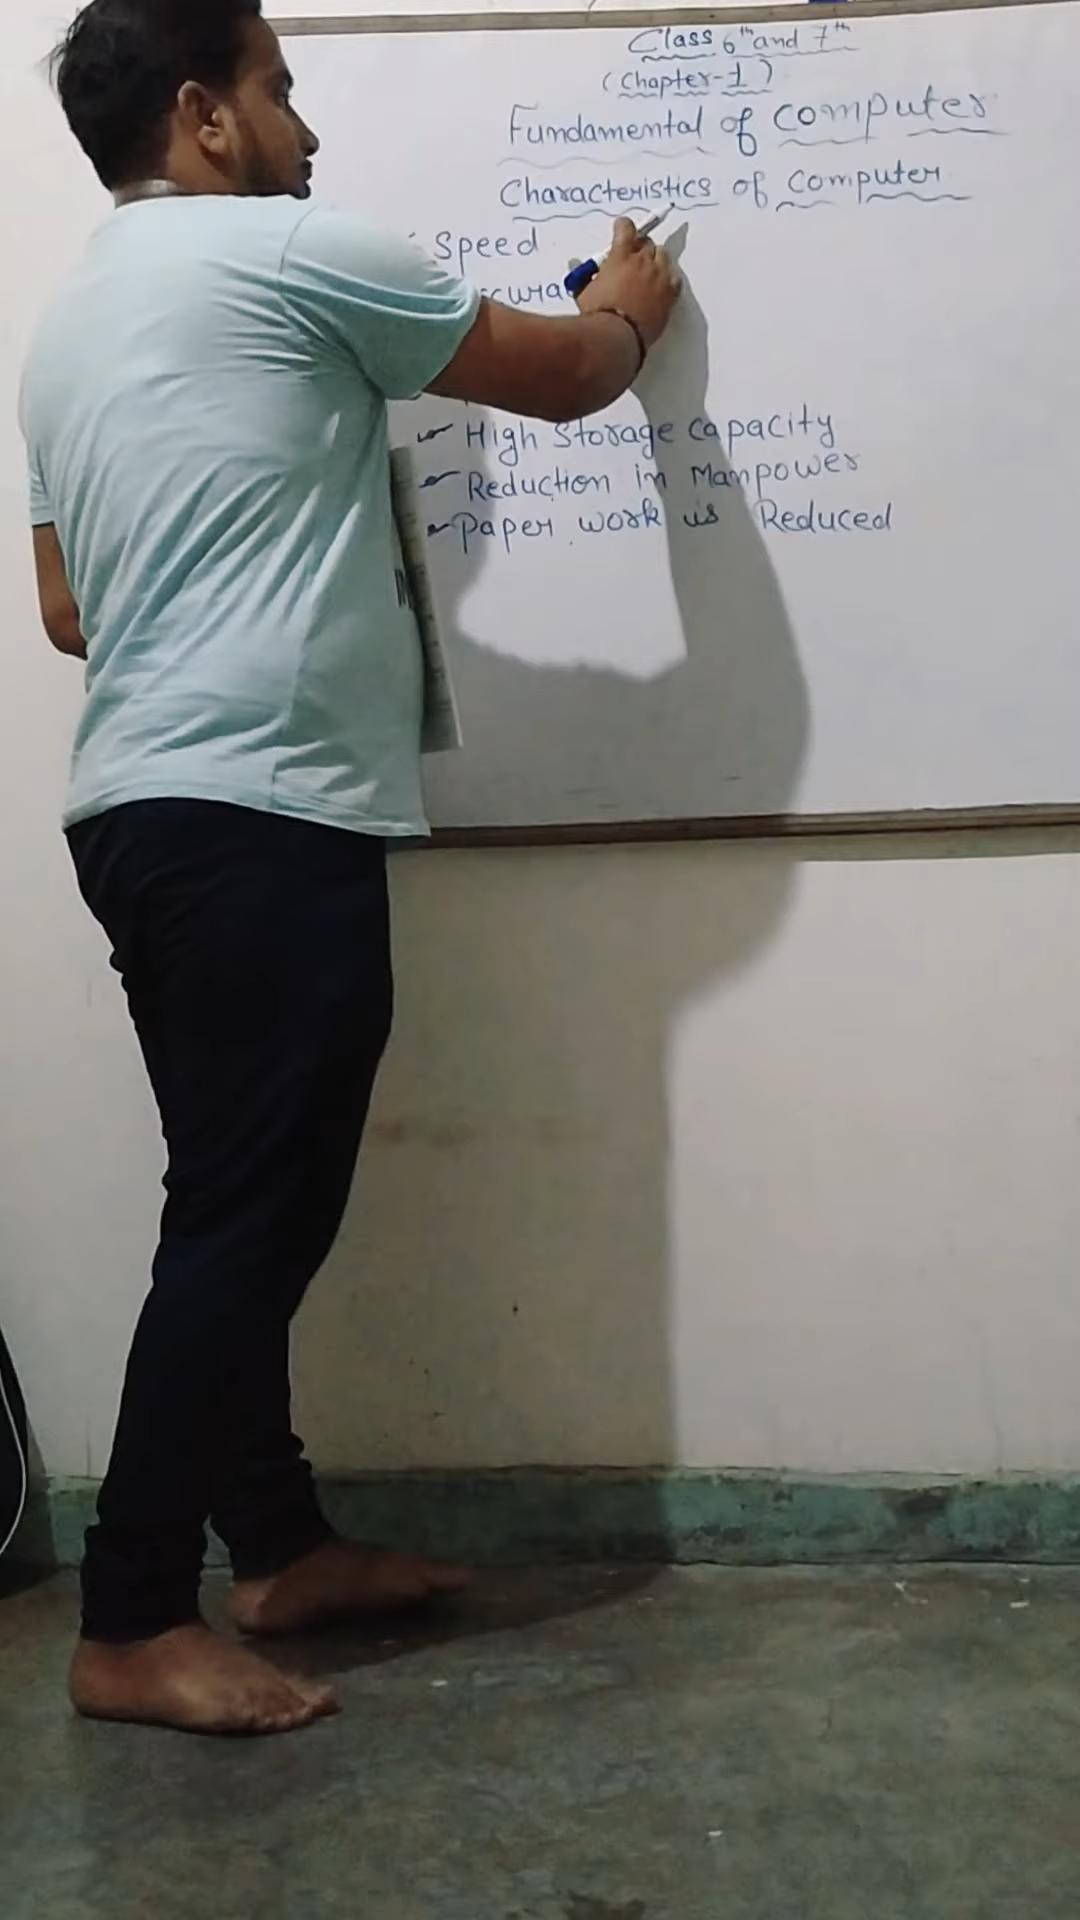 Class 6th and 7th
(Chapter-1)
Fundamental of computer
Characteristics of computer
Speed
High Storage capacity
Reduction in Manpower
Paper work is Reduced